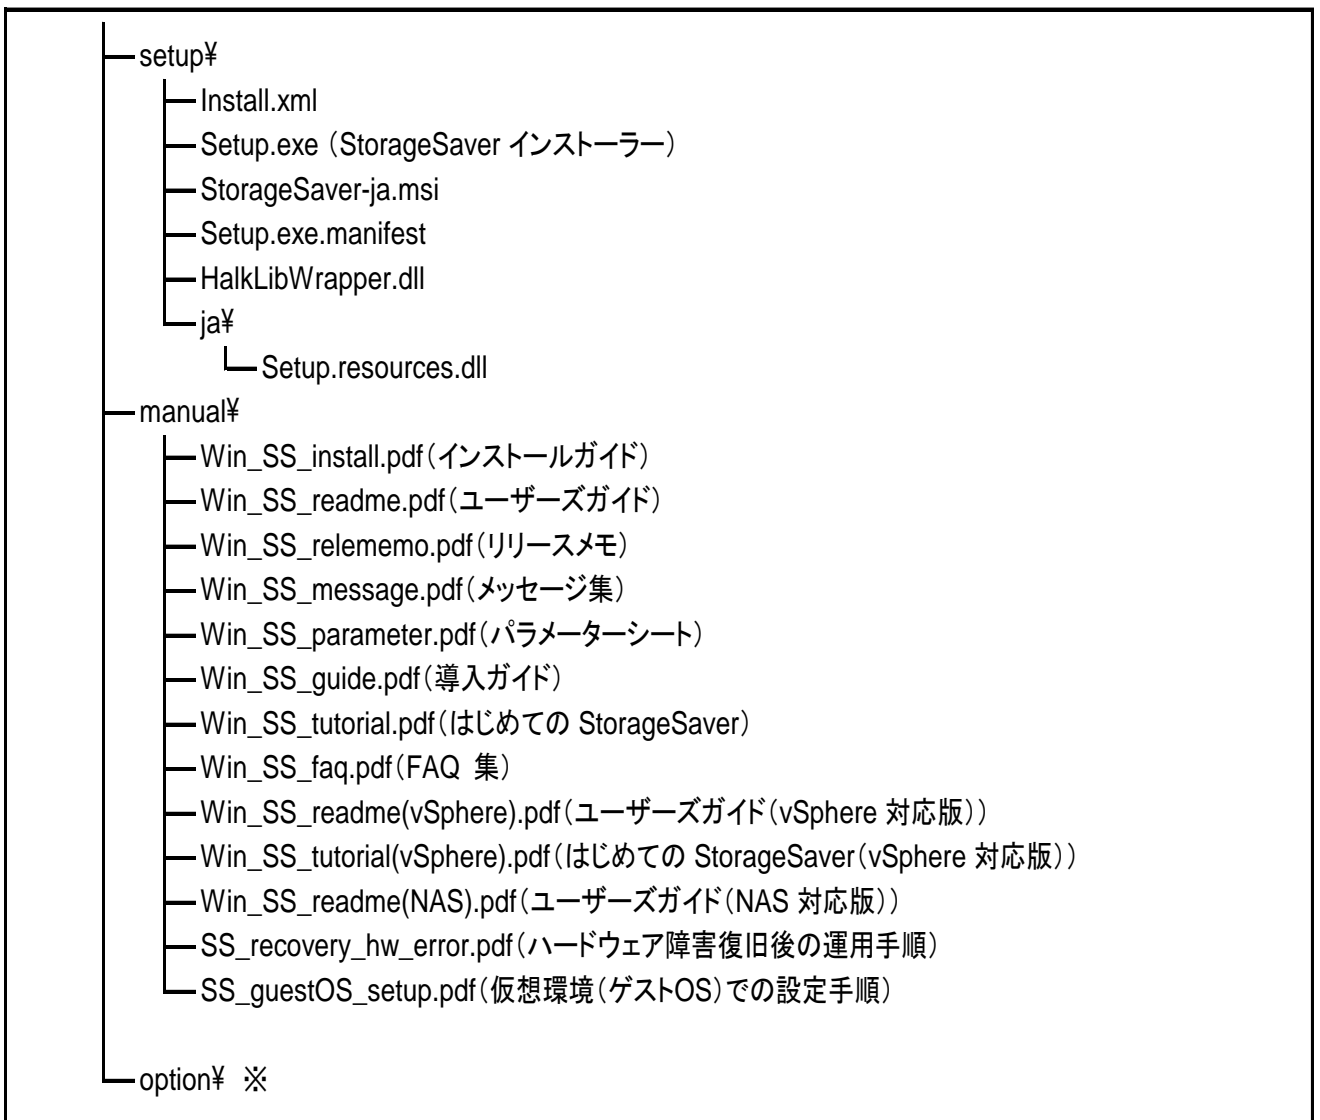 setup¥
Install.xml
Setup.exe（StorageSaver インストーラー）
StorageSaver-ja.msi
Setup.exe.manifest
HalkLibWrapper.dll
ja¥
Setup.resources.dll
manual¥
Win_SS_install.pdf（インストールガイド）
Win_SS_readme.pdf（ユーザーズガイド）
Win_SS_relememo.pdf（リリースメモ）
Win_SS_message.pdf（メッセージ集）
Win_SS_parameter.pdf（パラメーターシート）
Win_SS_guide.pdf（導入ガイド）
Win_SS_tutorial.pdf（はじめての StorageSaver）
Win_SS_faq.pdf（FAQ 集）
Win_SS_readme(vSphere).pdf（ユーザーズガイド（vSphere 対応版））
Win_SS_tutorial(vSphere).pdf（はじめての StorageSaver（vSphere 対応版））
Win_SS_readme(NAS).pdf（ユーザーズガイド（NAS 対応版））
SS_recovery_hw_error.pdf（ハードウェア障害復旧後の運用手順）
SS_guestOS_setup.pdf（仮想環境（ゲストOS）での設定手順）
option¥ ※